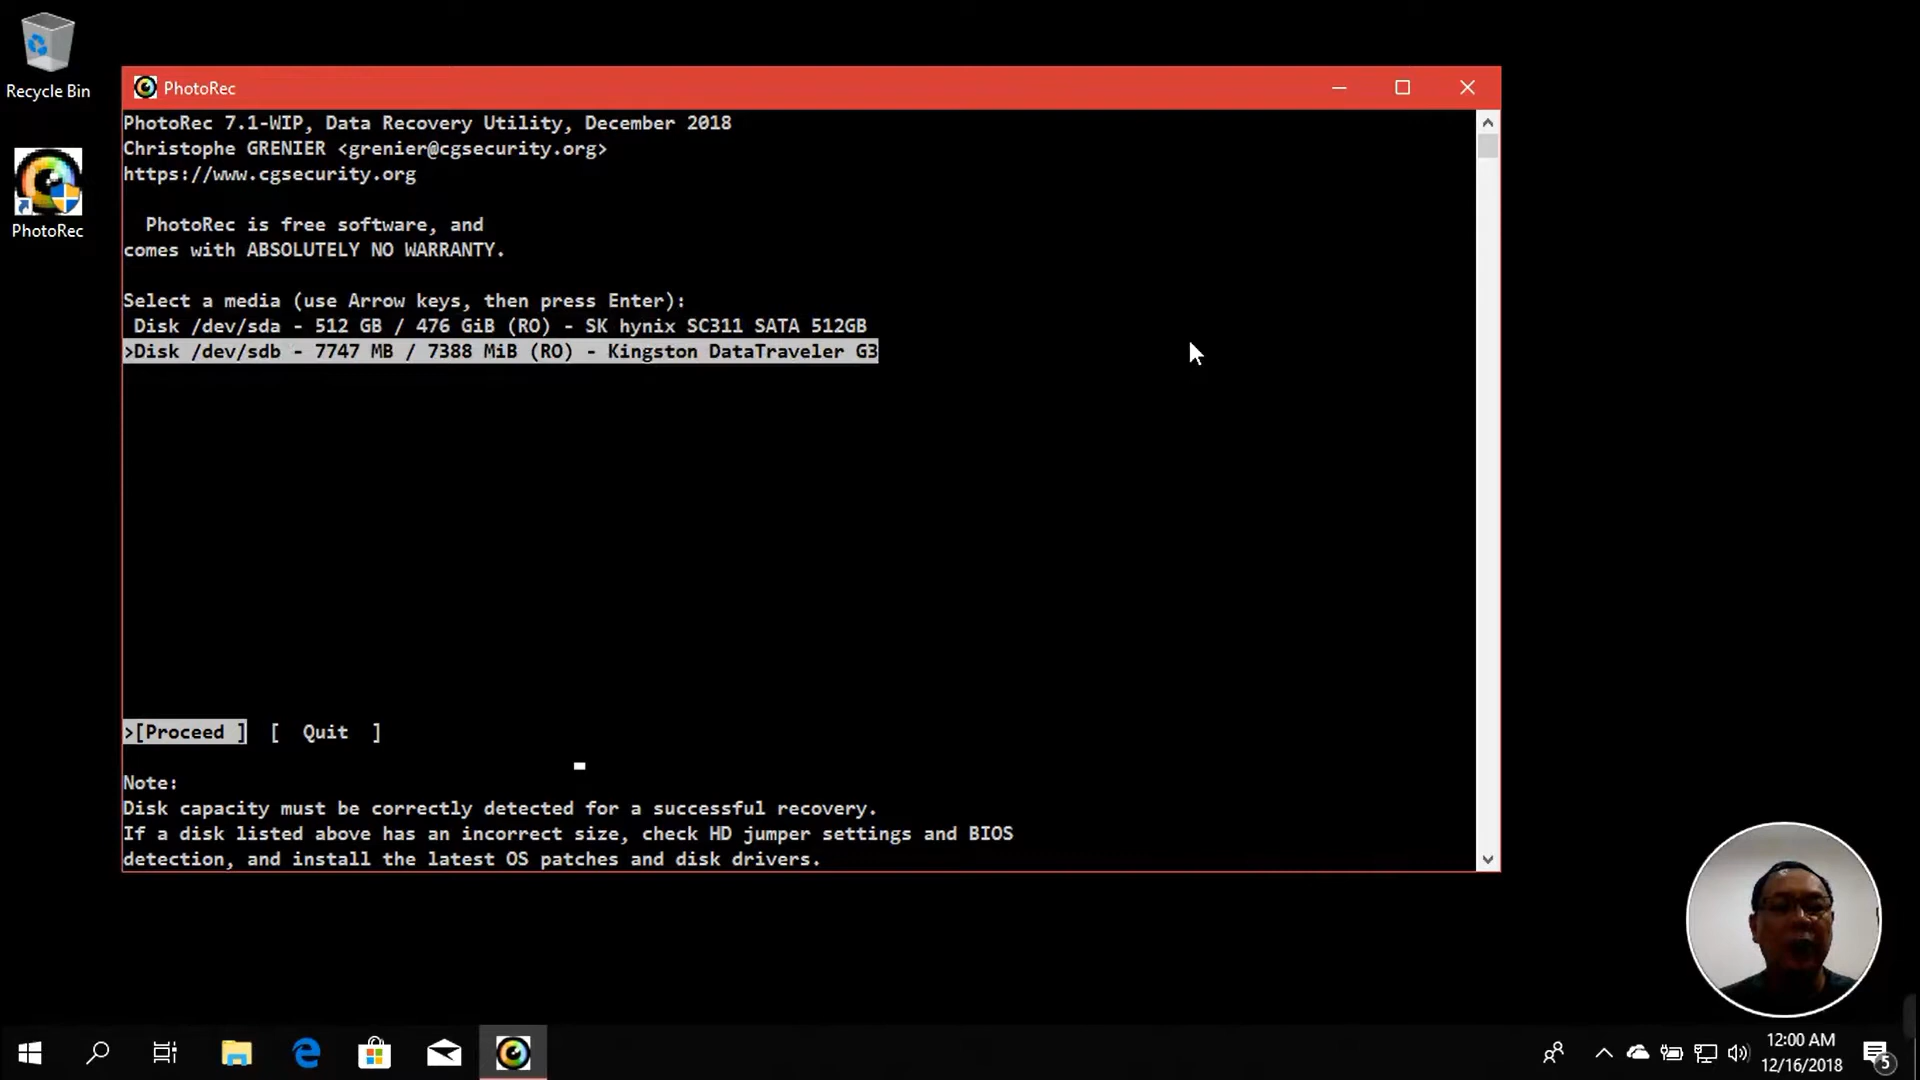 Recycle Bin
PhotoRec
PhotoRec
PhotoRec 7.1-WIP, Data Recovery Utility, December 2018
Christophe GRENIER <grenier@cgsecurity.org>
https://www.cgsecurity.org
PhotoRec is free software, and
comes with ABSOLUTELY NO WARRANTY.
Select a media (use Arrow keys, then press Enter):
Disk /dev/sda - 512 GB / 476 GiB (RO) - SK hynix SC311 SATA 512GB
>Disk /dev/sdb - 7747 MB / 7388 MiB (RO) - Kingston DataTraveler G3
>[Proceed ]  [  Quit  ]
Note:
Disk capacity must be correctly detected for a successful recovery.
If a disk listed above has an incorrect size, check HD jumper settings and BIOS
detection, and install the latest OS patches and disk drivers.
12:00 AM
12/16/2018
5